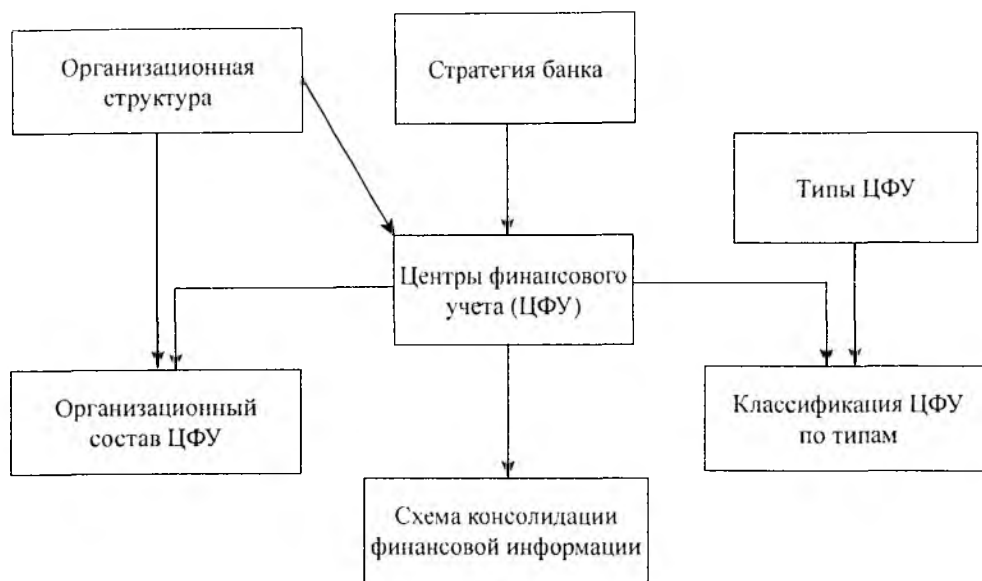 Организационная
структура
Стратегия банка
Типы ЦФУ
Центры финансового
учета (ЦФУ)
Организационный
состав ЦФУ
Классификация ЦФУ
по типам
Схема консолидации
финансовой информации